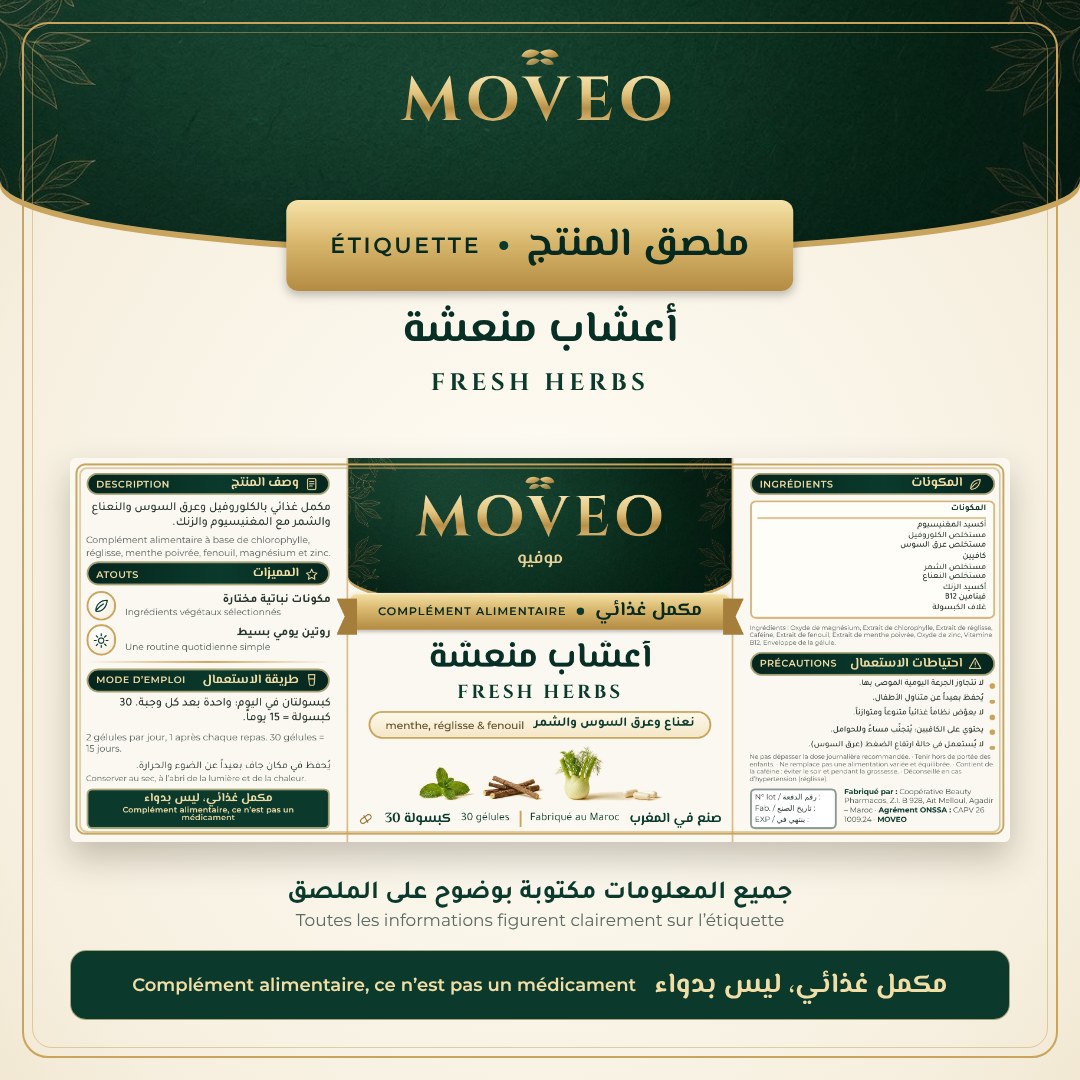 MOVEO
ÉTIQUETTE • ملصق المنتج
أعشاب منعشة
FRESH HERBS
DESCRIPTION وصف المنتج
مكمل غذائي بالكلوروفيل وعرق السوس والنعناع
والشمر مع المغنيسيوم والزنك.
Complément alimentaire à base de chlorophylle,
réglisse, menthe poivrée, fenouil, magnésium et zinc.
ATOUTS المميزات
مكونات نباتية مختارة
Ingrédients végétaux sélectionnés
روتين يومي بسيط
Une routine quotidienne simple
MODE D’EMPLOI طريقة الاستعمال
كبسولتان في اليوم: واحدة بعد كل وجبة. 30
كبسولة = 15 يوماً.
2 gélules par jour, 1 après chaque repas. 30 gélules =
15 jours.
يُحفظ في مكان جاف بعيداً عن الضوء والحرارة.
Conserver au sec, à l’abri de la lumière et de la chaleur.
مكمل غذائي، ليس بدواء
Complément alimentaire, ce n’est pas un
médicament
MOVEO
موفيو
COMPLÉMENT ALIMENTAIRE • مكمل غذائي
أعشاب منعشة
FRESH HERBS
menthe, réglisse & fenouil نعناع وعرق السوس والشمر
30 كبسولة 30 gélules | Fabriqué au Maroc صنع في المغرب
INGRÉDIENTS المكونات
المكونات
أكسيد المغنيسيوم
مستخلص الكلوروفيل
مستخلص عرق السوس
كافيين
مستخلص الشمر
مستخلص النعناع
أكسيد الزنك
فيتامين B12
غلاف الكبسولة
Ingrédients : Oxyde de magnésium, Extrait de chlorophylle, Extrait de réglisse,
Caféine, Extrait de fenouil, Extrait de menthe poivrée, Oxyde de zinc, Vitamine
B12, Enveloppe de la gélule.
PRÉCAUTIONS احتياطات الاستعمال
لا تتجاوز الجرعة اليومية الموصى بها.
يُحفظ بعيداً عن متناول الأطفال.
لا يعوّض نظاماً غذائياً متنوعاً ومتوازناً.
يحتوي على الكافيين: يُتجنّب مساءً وللحوامل.
لا يُستعمل في حالة ارتفاع الضغط (عرق السوس).
Ne pas dépasser la dose journalière recommandée. · Tenir hors de portée des
enfants. · Ne remplace pas une alimentation variée et équilibrée. · Contient de
la caféine : éviter le soir et pendant la grossesse. · Déconseillé en cas
d’hypertension (réglisse).
N° lot / رقم الدفعة :
Fab. / تاريخ الصنع :
EXP / ينتهي في :
Fabriqué par : Coopérative Beauty
Pharmacos, Z.I. B 928, Ait Melloul, Agadir
– Maroc · Agrément ONSSA : CAPV 26
1009.24 · MOVEO
جميع المعلومات مكتوبة بوضوح على الملصق
Toutes les informations figurent clairement sur l’étiquette
Complément alimentaire, ce n’est pas un médicament مكمل غذائي، ليس بدواء